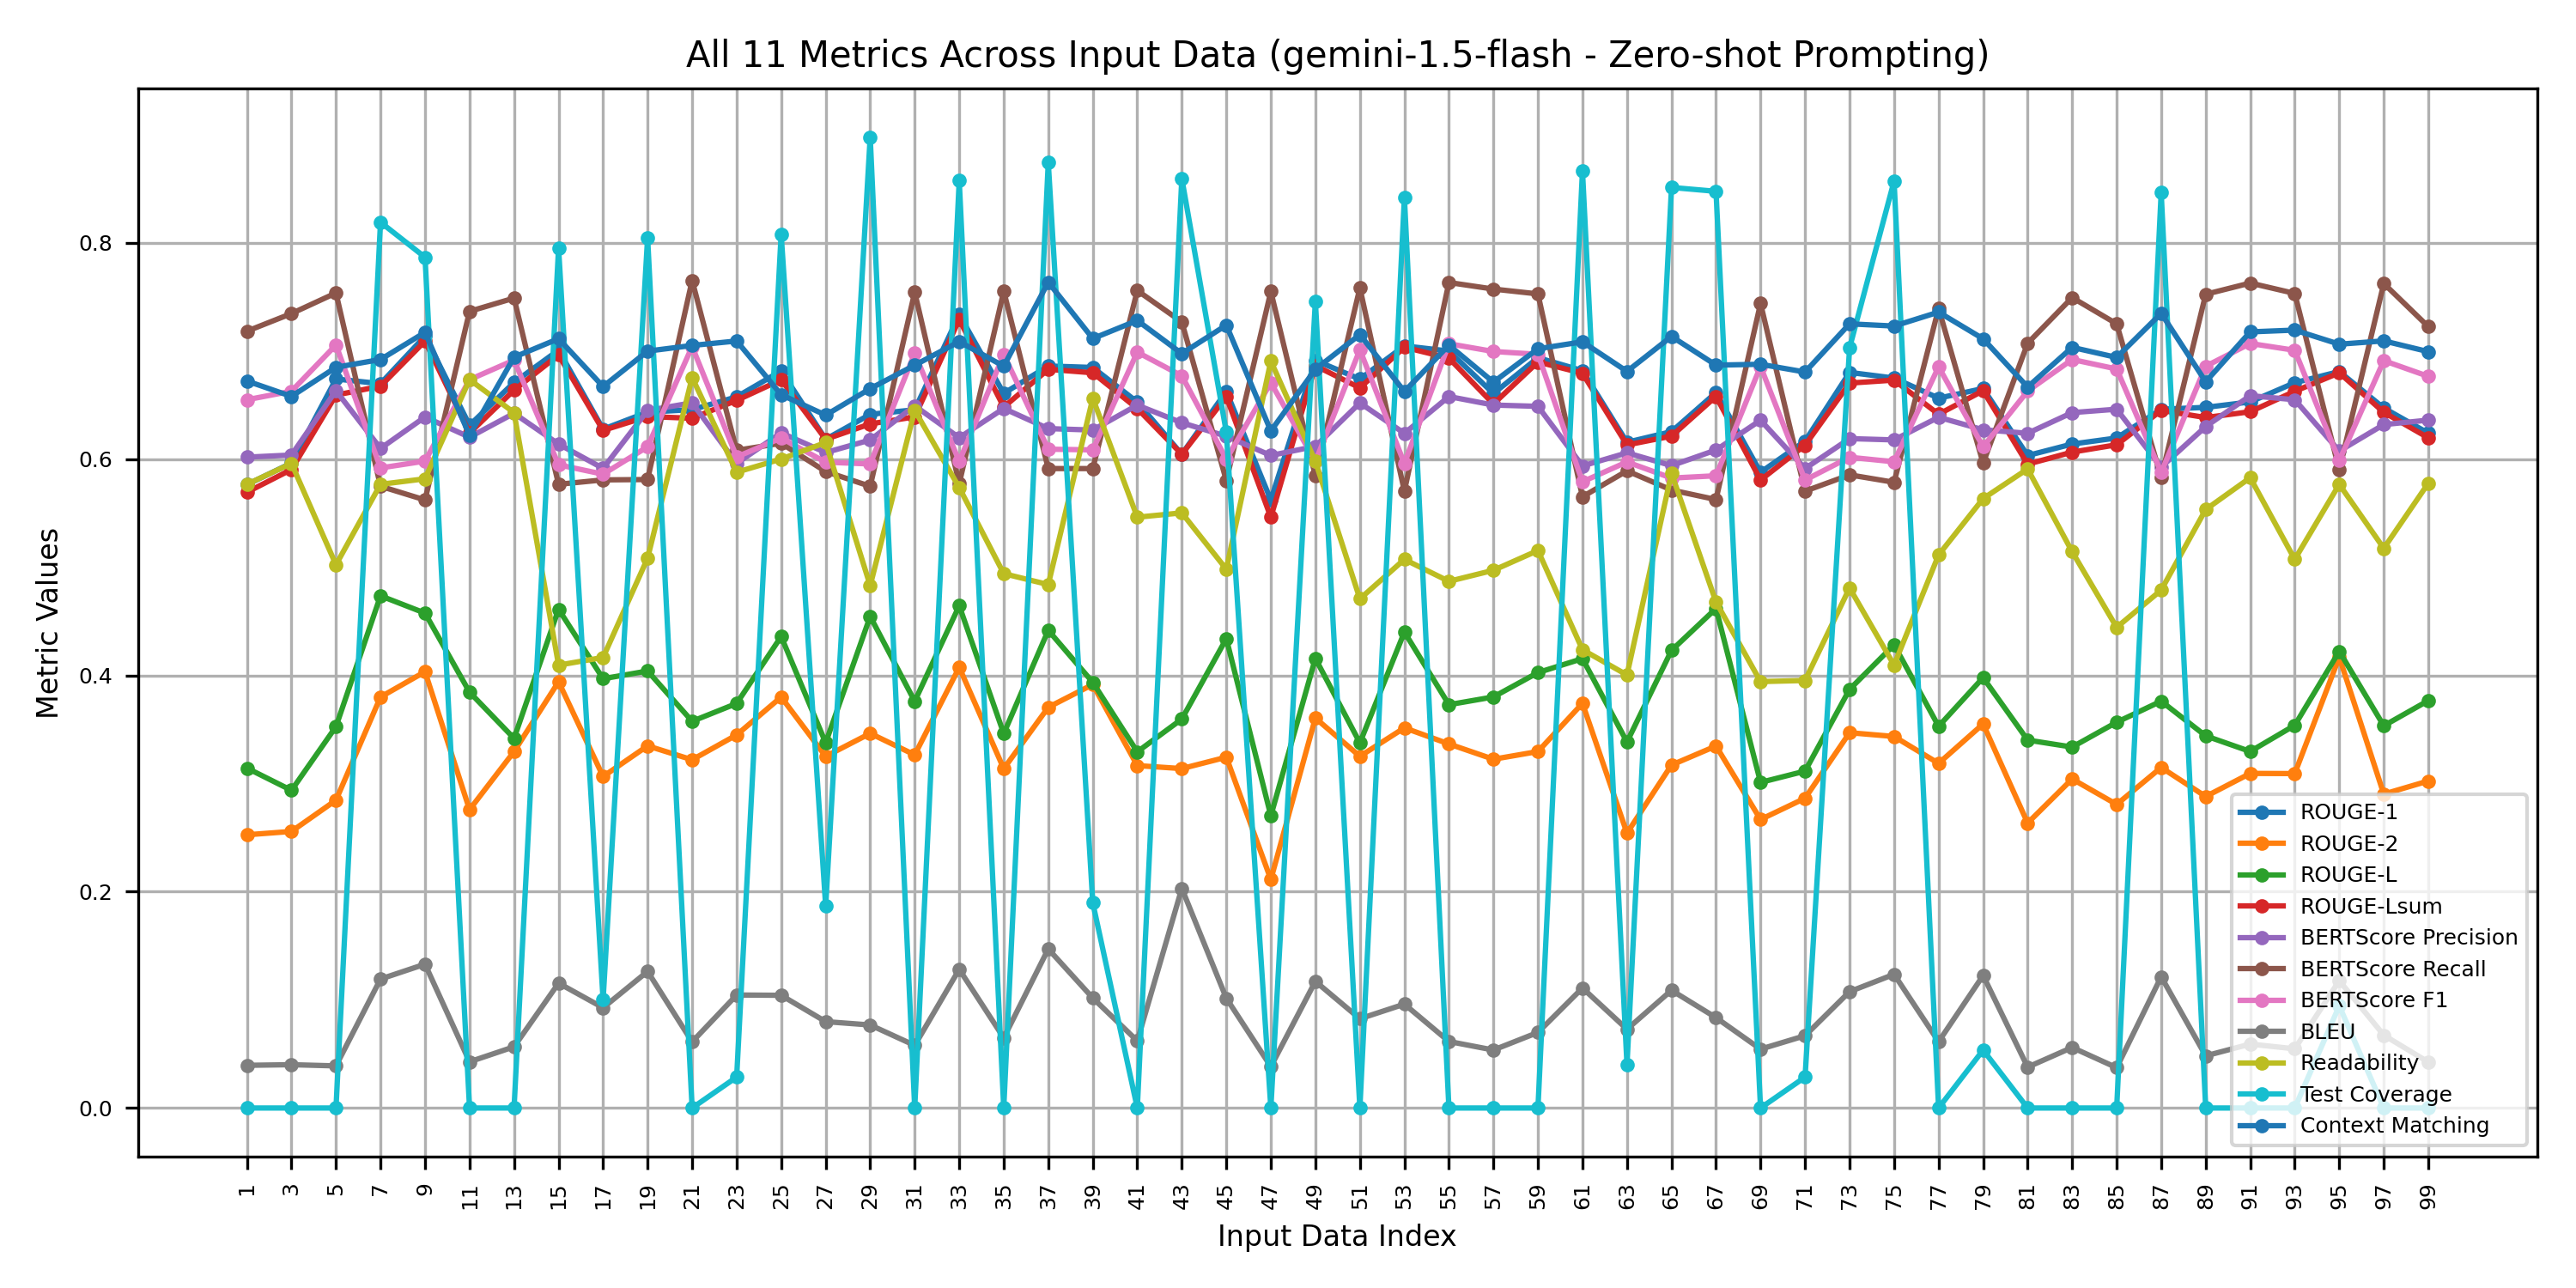 All 11 Metrics Across Input Data (gemini-1.5-flash - Zero-shot Prompting)
Metric Values
0.8
0.6
0.4
0.2
0.0
ROUGE-1
ROUGE-2
ROUGE-L
ROUGE-Lsum
BERTScore Precision
BERTScore Recall
BERTScore F1
BLEU
Readability
Test Coverage
Context Matching
1 3 5 7 9 11 13 15 17 19 21 23 25 27 29 31 33 35 37 39 41 43 45 47 49 51 53 55 57 59 61 63 65 67 69 71 73 75 77 79 81 83 85 87 89 91 93 95 97 99
Input Data Index